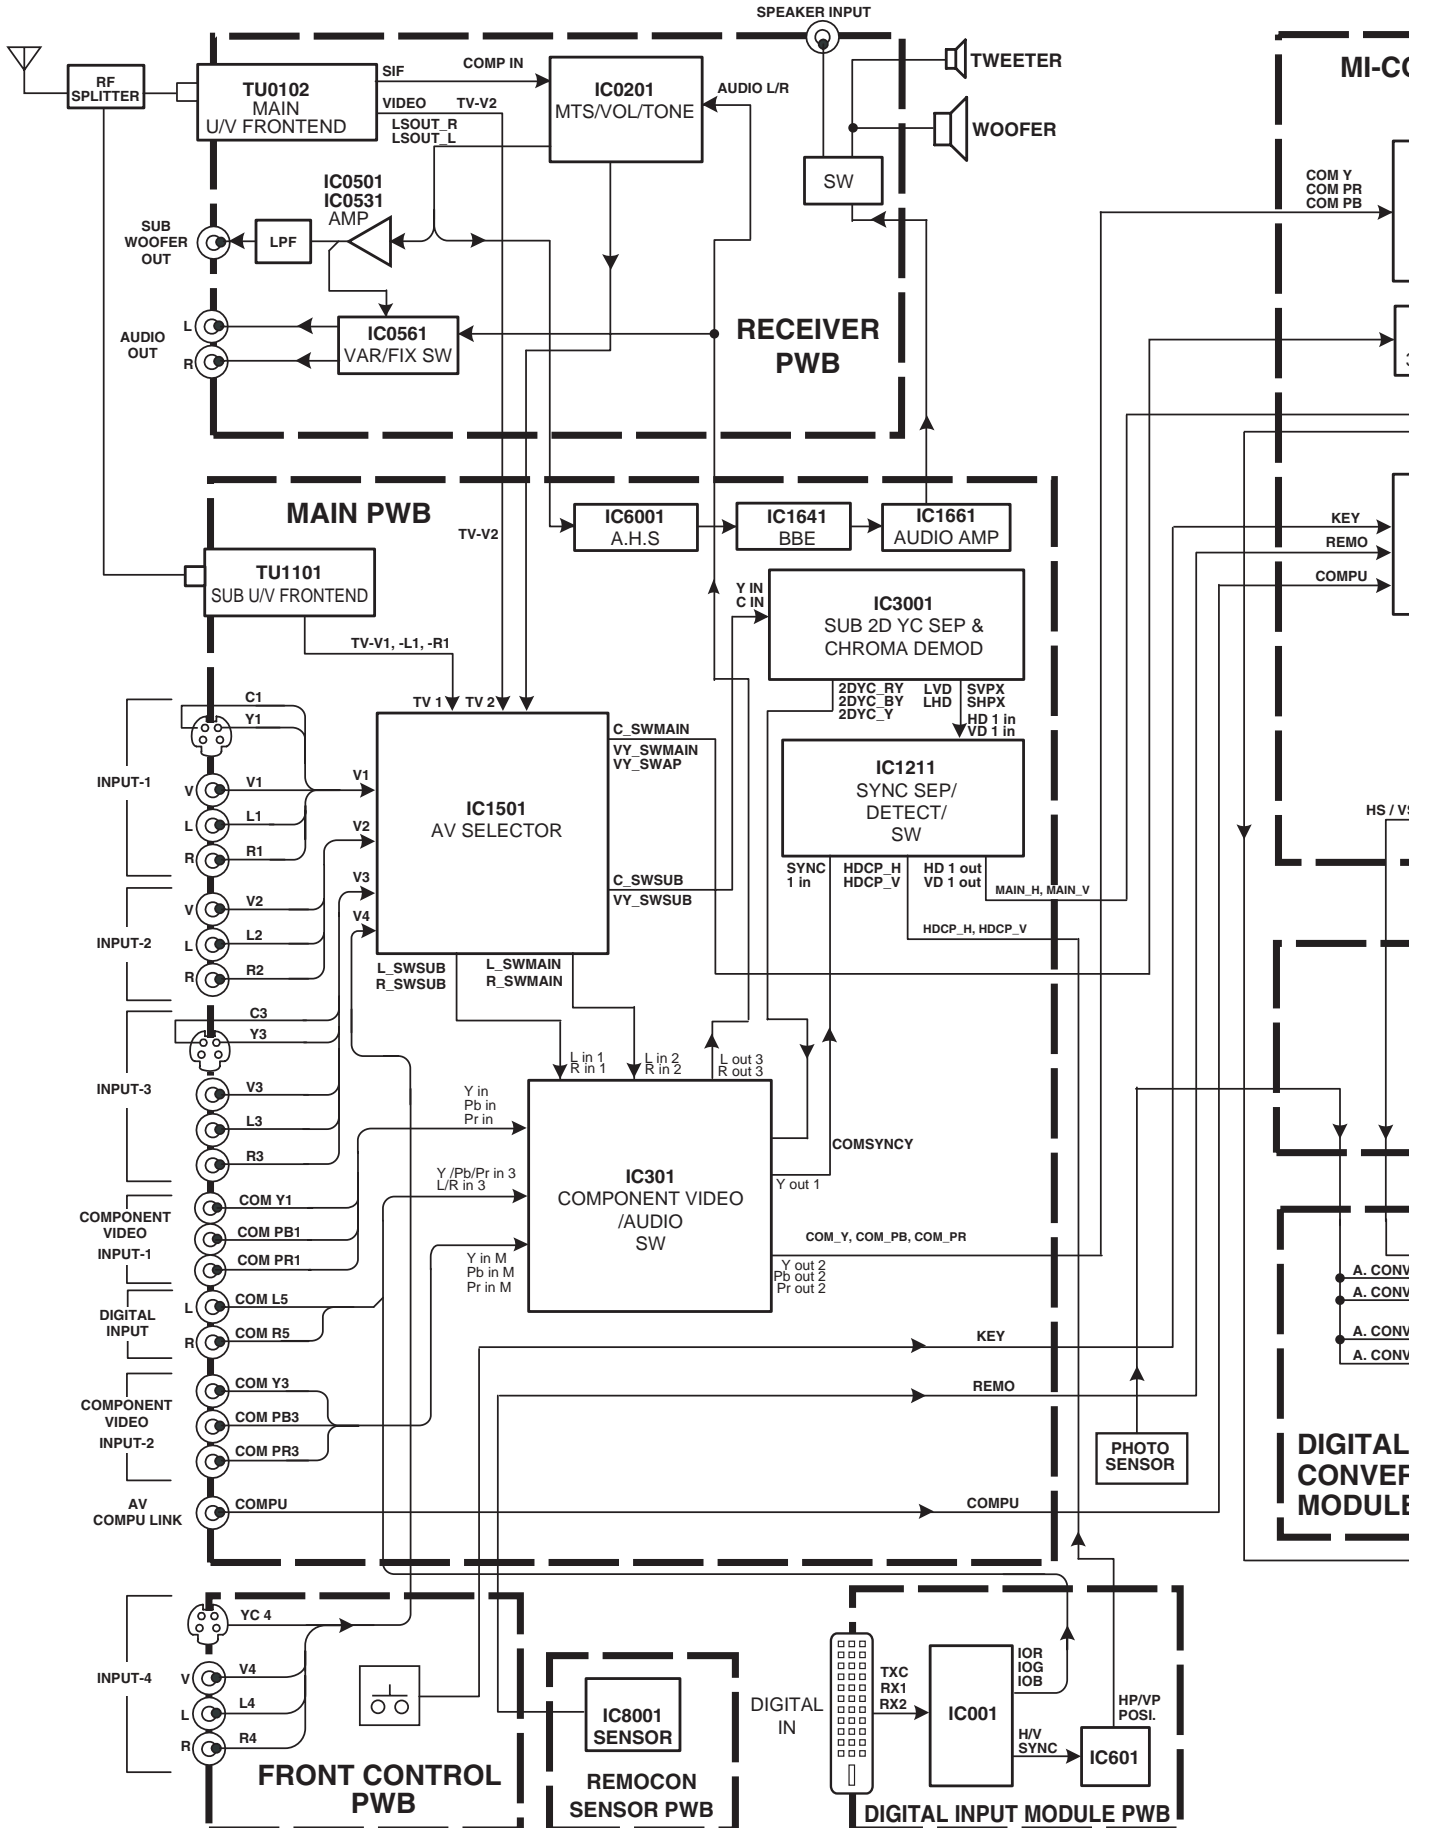 SPEAKER INPUT
TWEETER
WOOFER
RF
SPLITTER
TU0102
MAIN
U/V FRONTEND
SIF
COMP IN
VIDEO
TV-V2
LSOUT_R
LSOUT_L
IC0201
MTS/VOL/TONE
AUDIO L/R
SW
IC0501
IC0531
AMP
SUB
WOOFER
OUT
LPF
AUDIO
OUT
L
R
IC0561
VAR/FIX SW
RECEIVER
PWB
MI-CO
COM Y
COM PR
COM PB
MAIN PWB
TV-V2
IC6001
A.H.S
IC1641
BBE
IC1661
AUDIO AMP
KEY
REMO
COMPU
TU1101
SUB U/V FRONTEND
TV-V1, -L1, -R1
Y IN
C IN
IC3001
SUB 2D YC SEP &
CHROMA DEMOD
2DYC_RY
2DYC_BY
2DYC_Y
LVD
LHD
SVPX
SHPX
HD 1 in
VD 1 in
TV 1
TV 2
INPUT-1
C1
Y1
V
V1
L
L1
R
R1
V1
V2
V3
V4
IC1501
AV SELECTOR
C_SWMAIN
VY_SWMAIN
VY_SWAP
C_SWSUB
VY_SWSUB
IC1211
SYNC SEP/
DETECT/
SW
SYNC
1 in
HDCP_H
HDCP_V
HD 1 out
VD 1 out
MAIN_H, MAIN_V
HDCP_H, HDCP_V
HS / VS
INPUT-2
V
V2
L
L2
R
R2
L_SWSUB
R_SWSUB
L_SWMAIN
R_SWMAIN
INPUT-3
C3
Y3
V3
L3
R3
L in 1
R in 1
L in 2
R in 2
L out 3
R out 3
Y in
Pb in
Pr in
Y /Pb/Pr in 3
L/R in 3
Y in M
Pb in M
Pr in M
IC301
COMPONENT VIDEO
/AUDIO
SW
COMSYNCY
Y out 1
COM_Y, COM_PB, COM_PR
Y out 2
Pb out 2
Pr out 2
COMPONENT
VIDEO
INPUT-1
COM Y1
COM PB1
COM PR1
DIGITAL
INPUT
L
COM L5
R
COM R5
COMPONENT
VIDEO
INPUT-2
COM Y3
COM PB3
COM PR3
AV
COMPU LINK
COMPU
KEY
REMO
COMPU
PHOTO
SENSOR
A. CONV
A. CONV
A. CONV
A. CONV
DIGITAL
CONVER
MODULE
INPUT-4
YC 4
V
V4
L
L4
R
R4
FRONT CONTROL
PWB
IC8001
SENSOR
REMOCON
SENSOR PWB
DIGITAL
IN
TXC
RX1
RX2
IC001
IOR
IOG
IOB
H/V
SYNC
HP/VP
POSI.
IC601
DIGITAL INPUT MODULE PWB